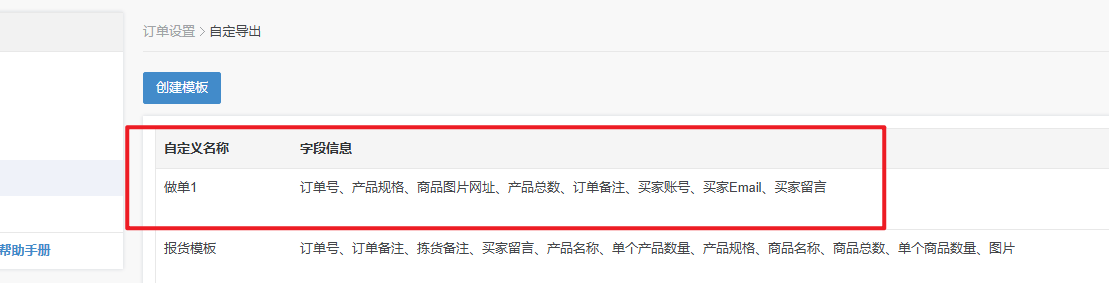 订单设置 > 自定导出
创建模板
自定义名称 字段信息
做单1 订单号、产品规格、商品图片网址、产品总数、订单备注、买家账号、买家Email、买家留言
帮助手册
报货模板 订单号、订单备注、拣货备注、买家留言、产品名称、单个产品数量、产品规格、商品名称、商品总数、单个商品数量、图片